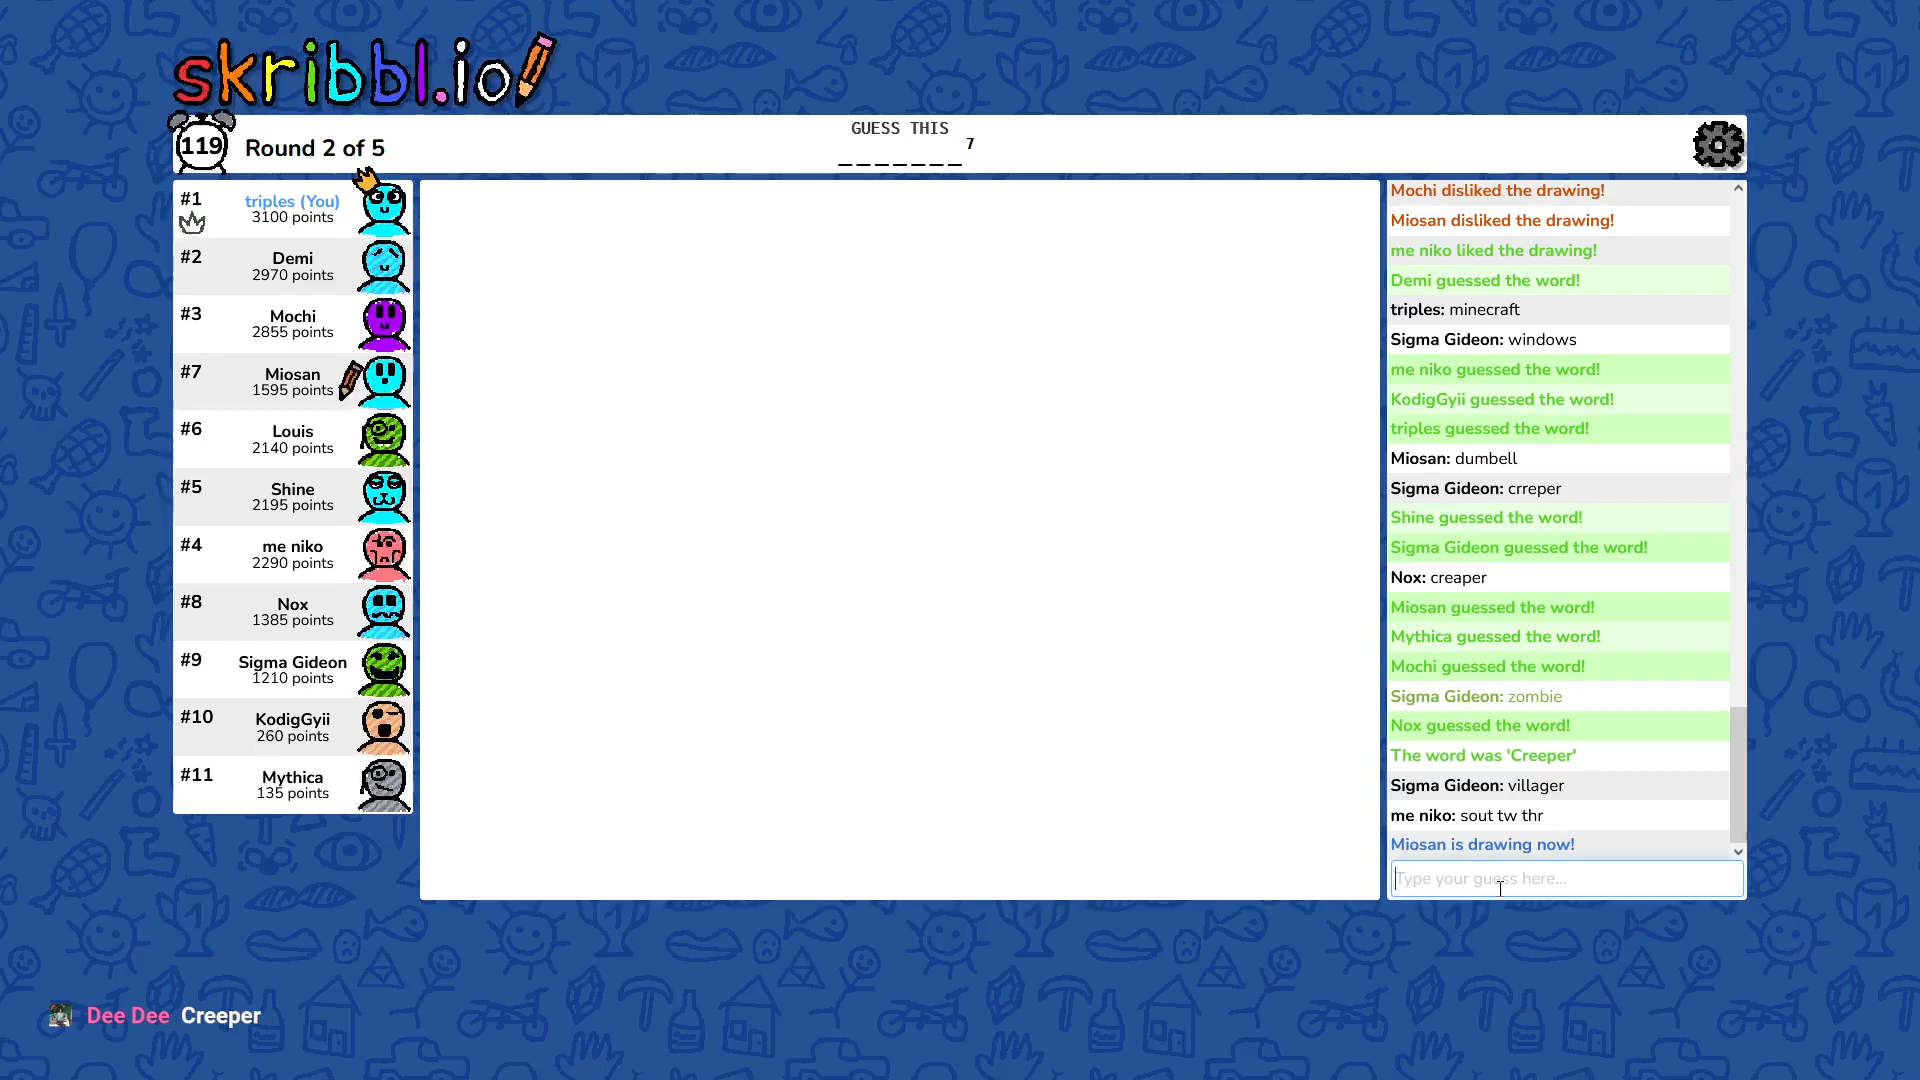 skribbl.io
119
Round 2 of 5
GUESS THIS
_______ 7
#1
triples (You)
3100 points
#2
Demi
2970 points
#3
Mochi
2855 points
#7
Miosan
1595 points
#6
Louis
2140 points
#5
Shine
2195 points
#4
me niko
2290 points
#8
Nox
1385 points
#9
Sigma Gideon
1210 points
#10
KodigGyii
260 points
#11
Mythica
135 points
Mochi disliked the drawing!
Miosan disliked the drawing!
me niko liked the drawing!
Demi guessed the word!
triples: minecraft
Sigma Gideon: windows
me niko guessed the word!
KodigGyii guessed the word!
triples guessed the word!
Miosan: dumbell
Sigma Gideon: crreper
Shine guessed the word!
Sigma Gideon guessed the word!
Nox: creaper
Miosan guessed the word!
Mythica guessed the word!
Mochi guessed the word!
Sigma Gideon: zombie
Nox guessed the word!
The word was 'Creeper'
Sigma Gideon: villager
me niko: sout tw thr
Miosan is drawing now!
Type your guess here...
Dee Dee Creeper